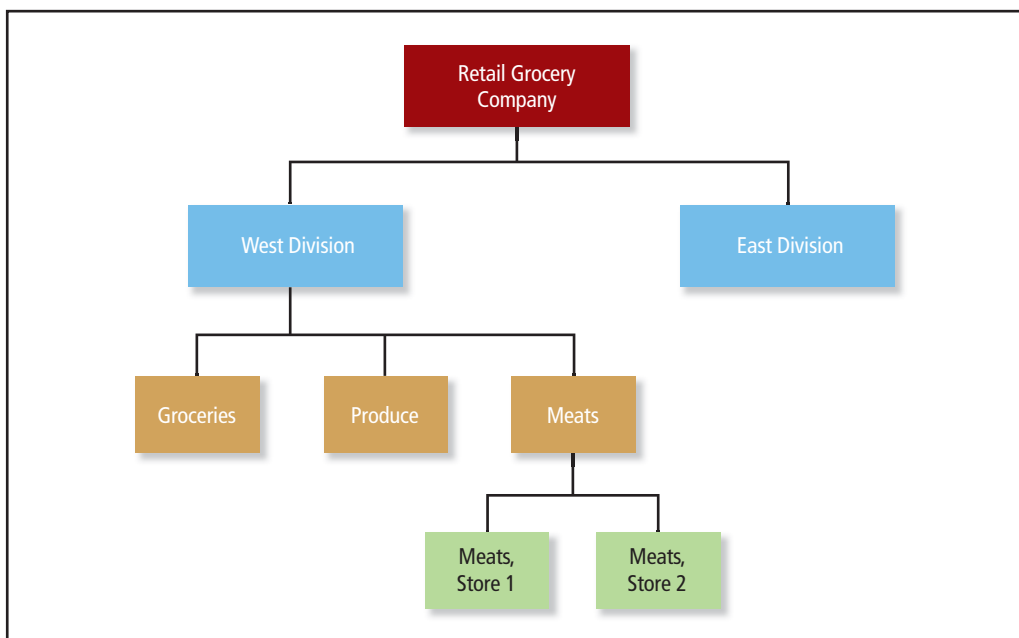 Retail Grocery
Company
West Division
East Division
Groceries
Produce
Meats
Meats,
Store 1
Meats,
Store 2